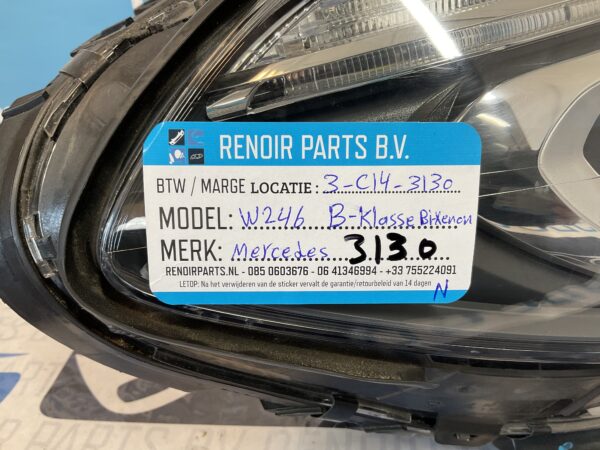 RENOIR PARTS B.V.
BTW / MARGE LOCATIE : 3-C14-3130
MODEL: W246 B-Klasse Bixenon
MERK: Mercedes 3130
RENOIRPARTS.NL - 085 0603676 - 06 41346994 - +33 755224091
LETOP: Na het verwijderen van de sticker vervalt de garantie/retourbeleid van 14 dagen
N